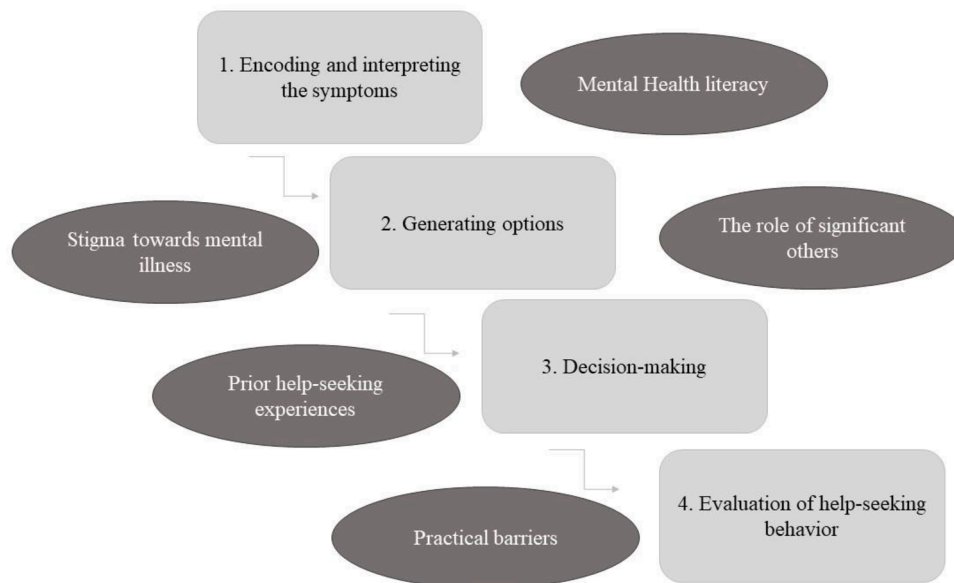 1. Encoding and interpreting
the symptoms
Mental Health literacy
2. Generating options
Stigma towards mental
illness
The role of significant
others
3. Decision-making
Prior help-seeking
experiences
4. Evaluation of help-seeking
behavior
Practical barriers